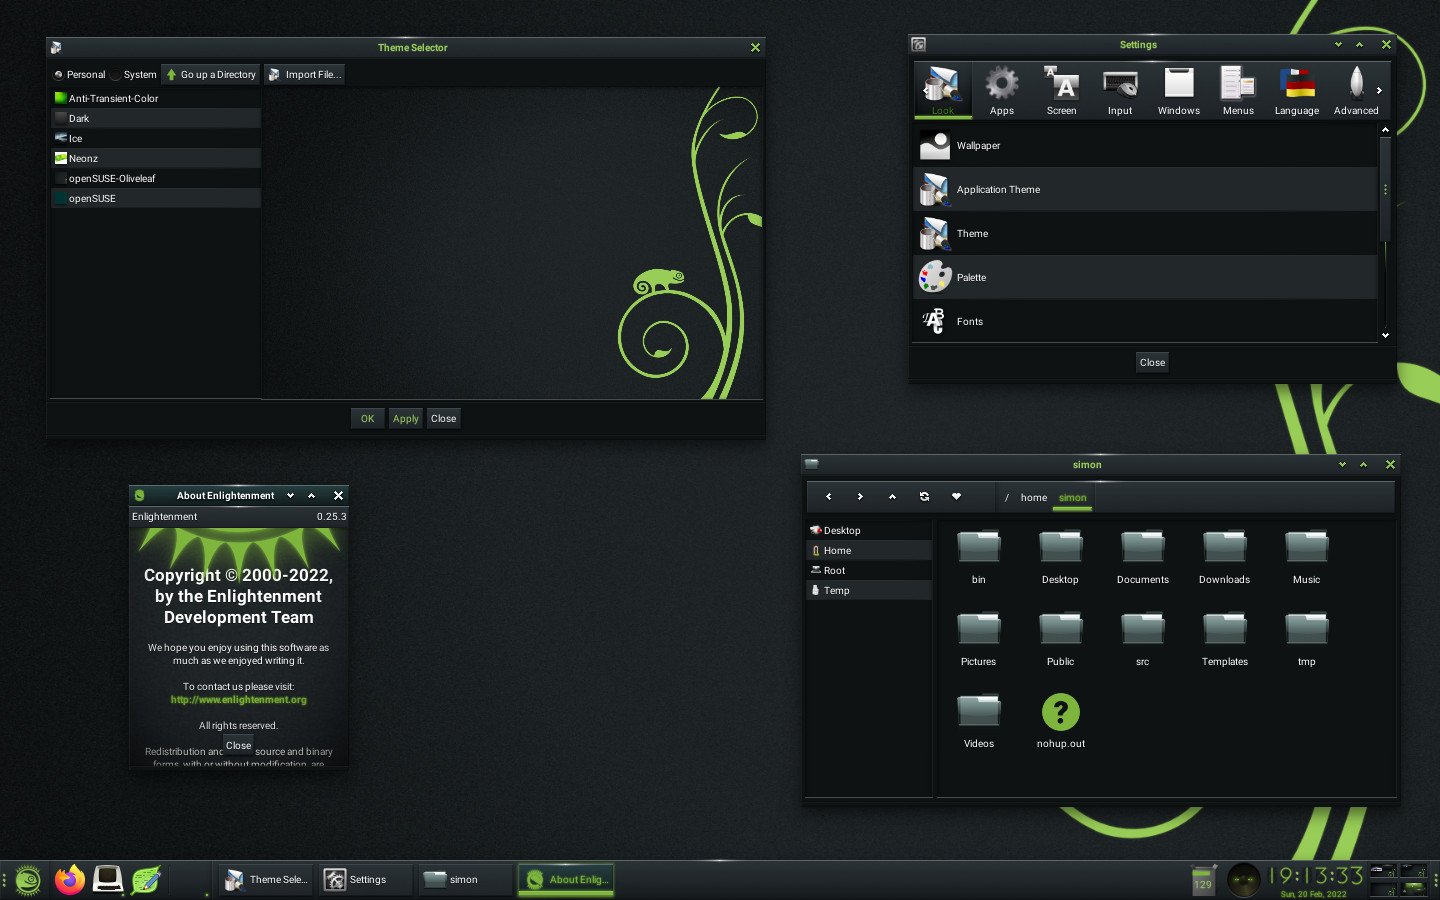 Theme Selector
Personal System Go up a Directory Import File...
Anti-Transient-Color
Dark
Ice
Neonz
openSUSE-Oliveleaf
openSUSE
OK Apply Close
Settings
Look Apps Screen Input Windows Menus Language Advanced
Wallpaper
Application Theme
Theme
Palette
Fonts
Close
About Enlightenment
Enlightenment 0.25.3
Copyright © 2000-2022,
by the Enlightenment
Development Team
We hope you enjoy using this software as
much as we enjoyed writing it.
To contact us please visit:
http://www.enlightenment.org
All rights reserved.
Redistribution and source and binary
forms, with or without modification, are
Close
simon
/ home simon
Desktop
Home
Root
Temp
bin Desktop Documents Downloads Music
Pictures Public src Templates tmp
Videos nohup.out
Theme Sele... Settings simon About Enlig...
129
19:13:33
Sun, 20 Feb, 2022